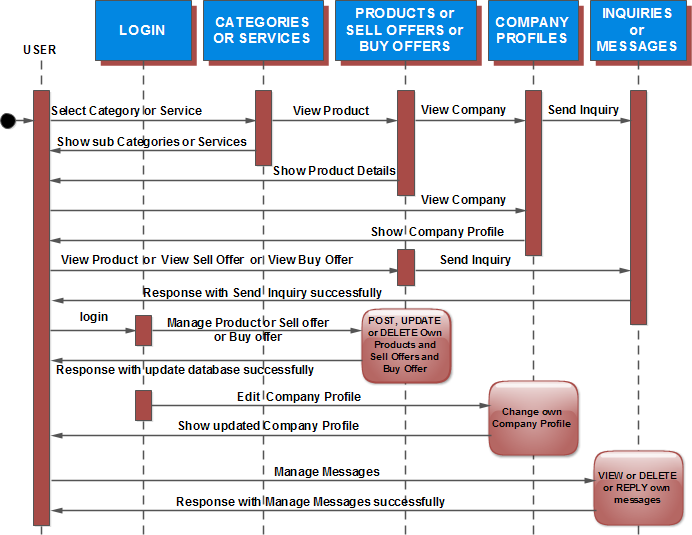 USER
LOGIN
CATEGORIES
OR SERVICES
PRODUCTS or
SELL OFFERS or
BUY OFFERS
COMPANY
PROFILES
INQUIRIES
or
MESSAGES
Select Category or Service
View Product
View Company
Send Inquiry
Show sub Categories or Services
Show Product Details
View Company
Show Company Profile
View Product or View Sell Offer or View Buy Offer
Send Inquiry
Response with Send Inquiry successfully
login
Manage Product or Sell offer
or Buy offer
POST, UPDATE
or DELETE Own
Products and
Sell Offers and
Buy Offer
Response with update database successfully
Edit Company Profile
Change own
Company Profile
Show updated Company Profile
Manage Messages
VIEW or DELETE
or REPLY own
messages
Response with Manage Messages successfully